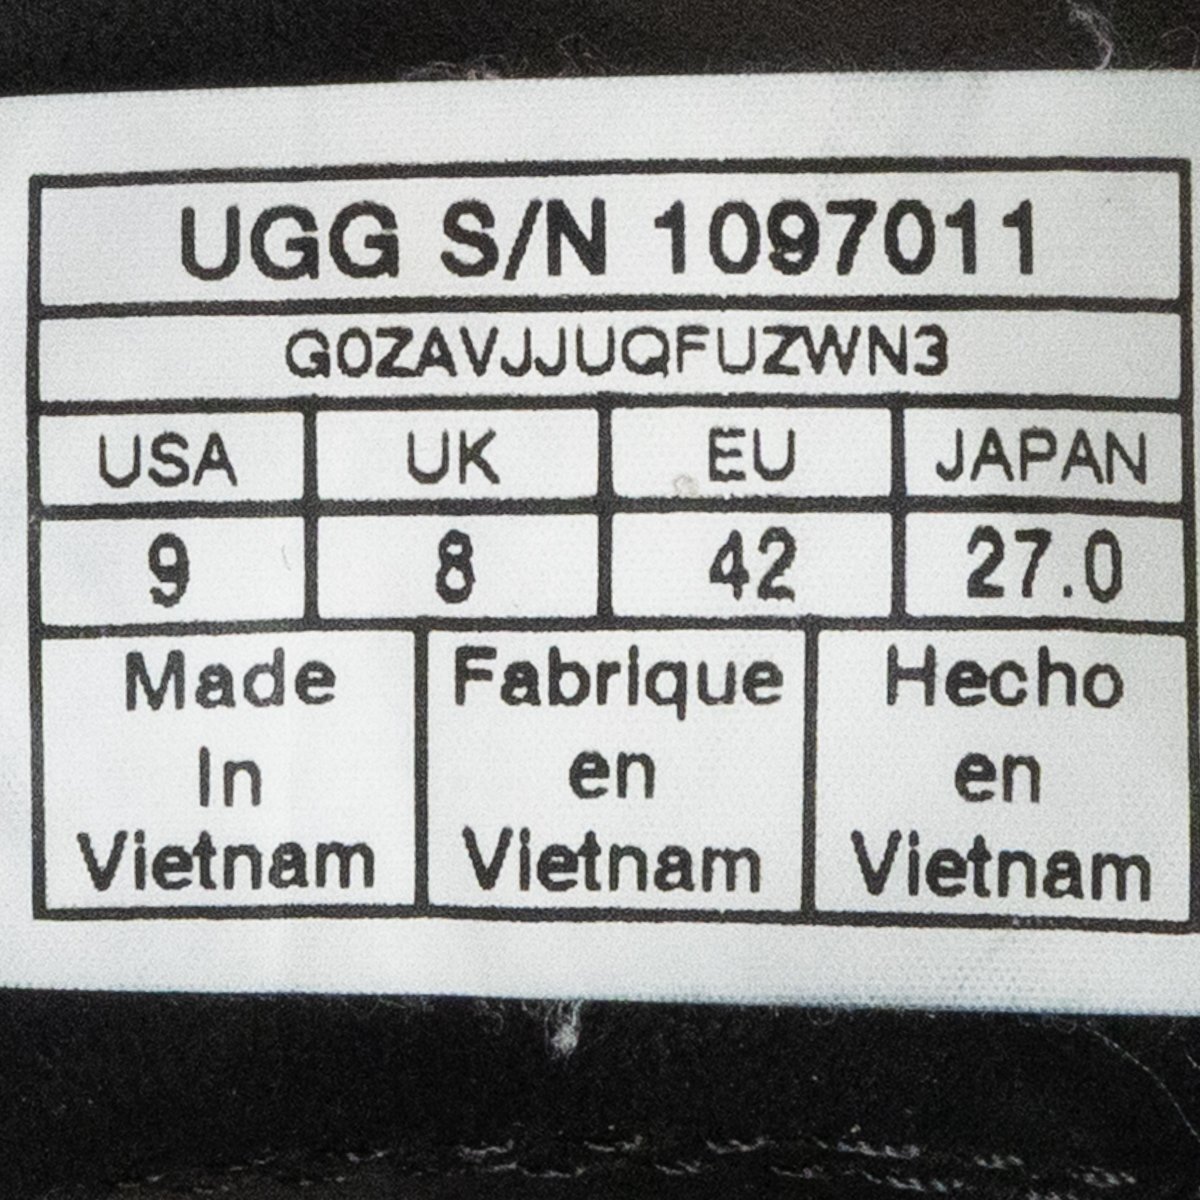 UGG S/N 1097011
G0ZAVJJUQFUZWN3
USA UK EU JAPAN
9 8 42 27.0
Made Fabrique Hecho
In en en
Vietnam Vietnam Vietnam